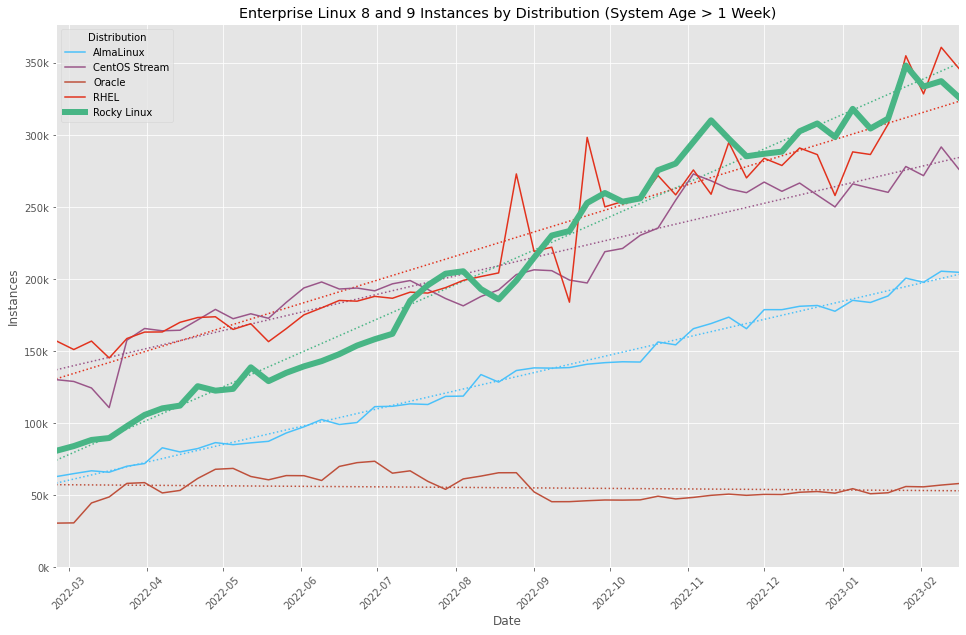 Enterprise Linux 8 and 9 Instances by Distribution (System Age > 1 Week)
Distribution
AlmaLinux
CentOS Stream
Oracle
RHEL
Rocky Linux
350k
300k
250k
200k
150k
100k
50k
0k
Instances
2022-03
2022-04
2022-05
2022-06
2022-07
2022-08
2022-09
2022-10
2022-11
2022-12
2023-01
2023-02
Date